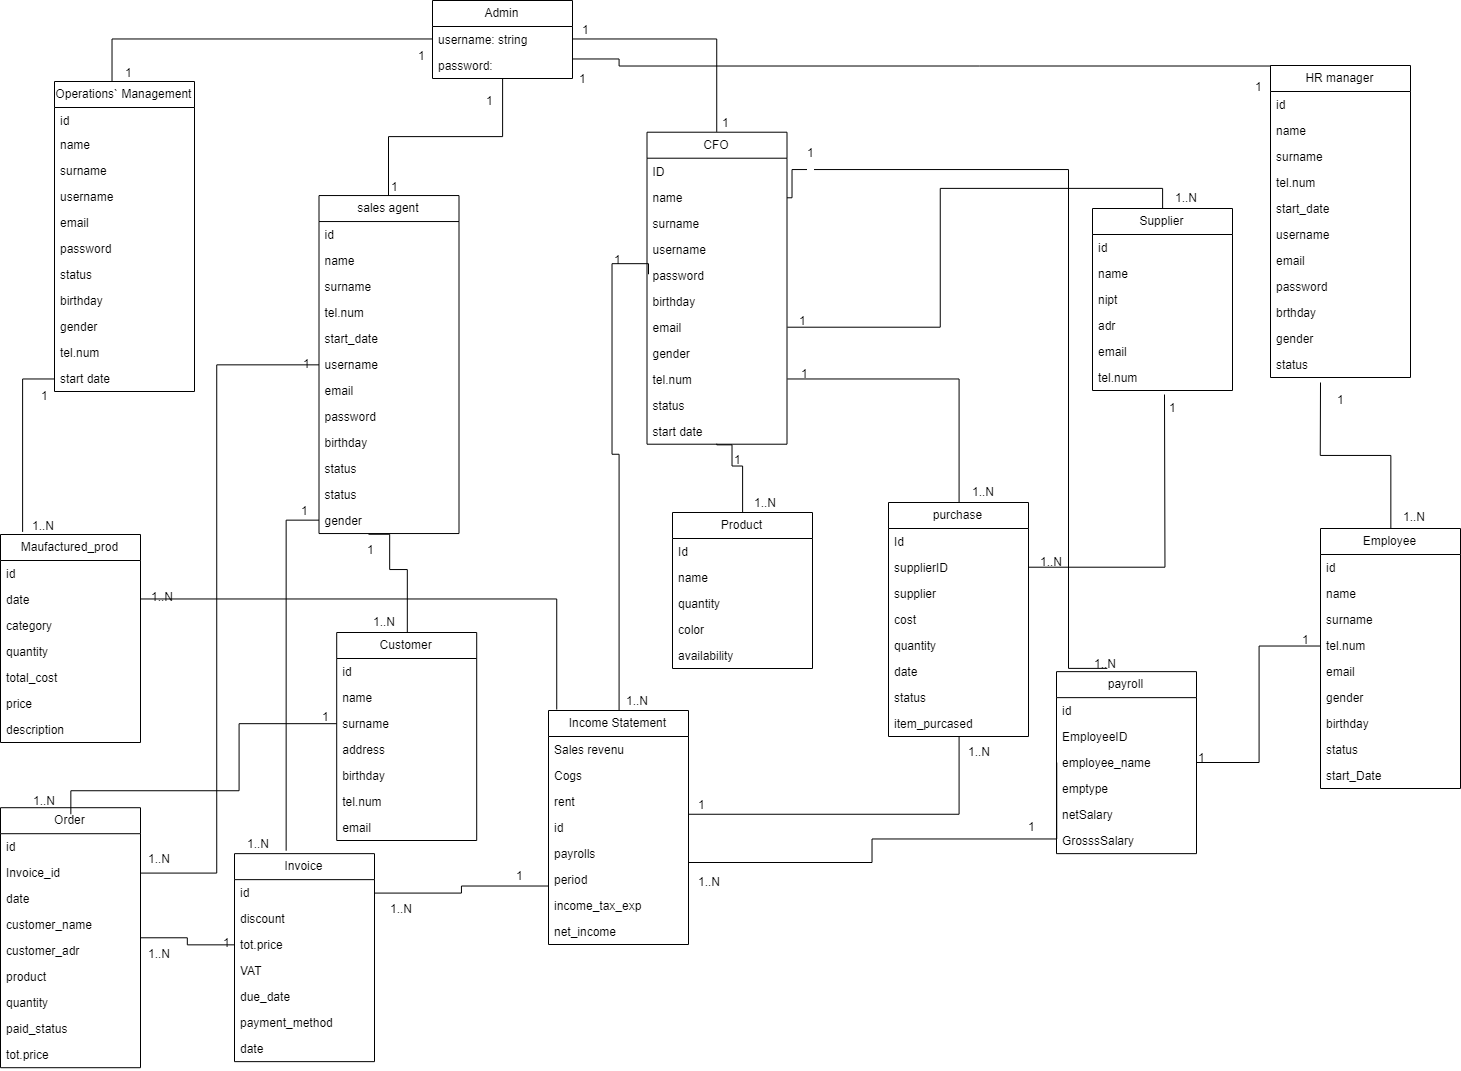 Admin
username: string
password:
1
1
1
1
1
1
1
1
Operations` Management
id
name
surname
username
email
password
status
birthday
gender
tel.num
start date
1
sales agent
id
name
surname
tel.num
start_date
username
email
password
birthday
status
status
gender
1
1
1
CFO
ID
name
surname
username
password
birthday
email
gender
tel.num
status
start date
1
1
1
1
1
1..N
Supplier
id
name
nipt
adr
email
tel.num
1
HR manager
id
name
surname
tel.num
start_date
username
email
password
brthday
gender
status
1
1..N
Maufactured_prod
id
date
category
quantity
total_cost
price
description
1..N
1..N
Customer
id
name
surname
address
birthday
tel.num
email
1
1..N
Product
Id
name
quantity
color
availability
1..N
purchase
Id
supplierID
supplier
cost
quantity
date
status
item_purcased
1..N
1..N
1..N
Employee
id
name
surname
tel.num
email
gender
birthday
status
start_Date
1
1..N
payroll
id
EmployeeID
employee_name
emptype
netSalary
GrosssSalary
1
1
1..N
Income Statement
Sales revenu
Cogs
rent
id
payrolls
period
income_tax_exp
net_income
1
1..N
1
1..N
Order
id
Invoice_id
date
customer_name
customer_adr
product
quantity
paid_status
tot.price
1..N
1..N
1..N
Invoice
id
discount
tot.price
VAT
due_date
payment_method
date
1
1..N